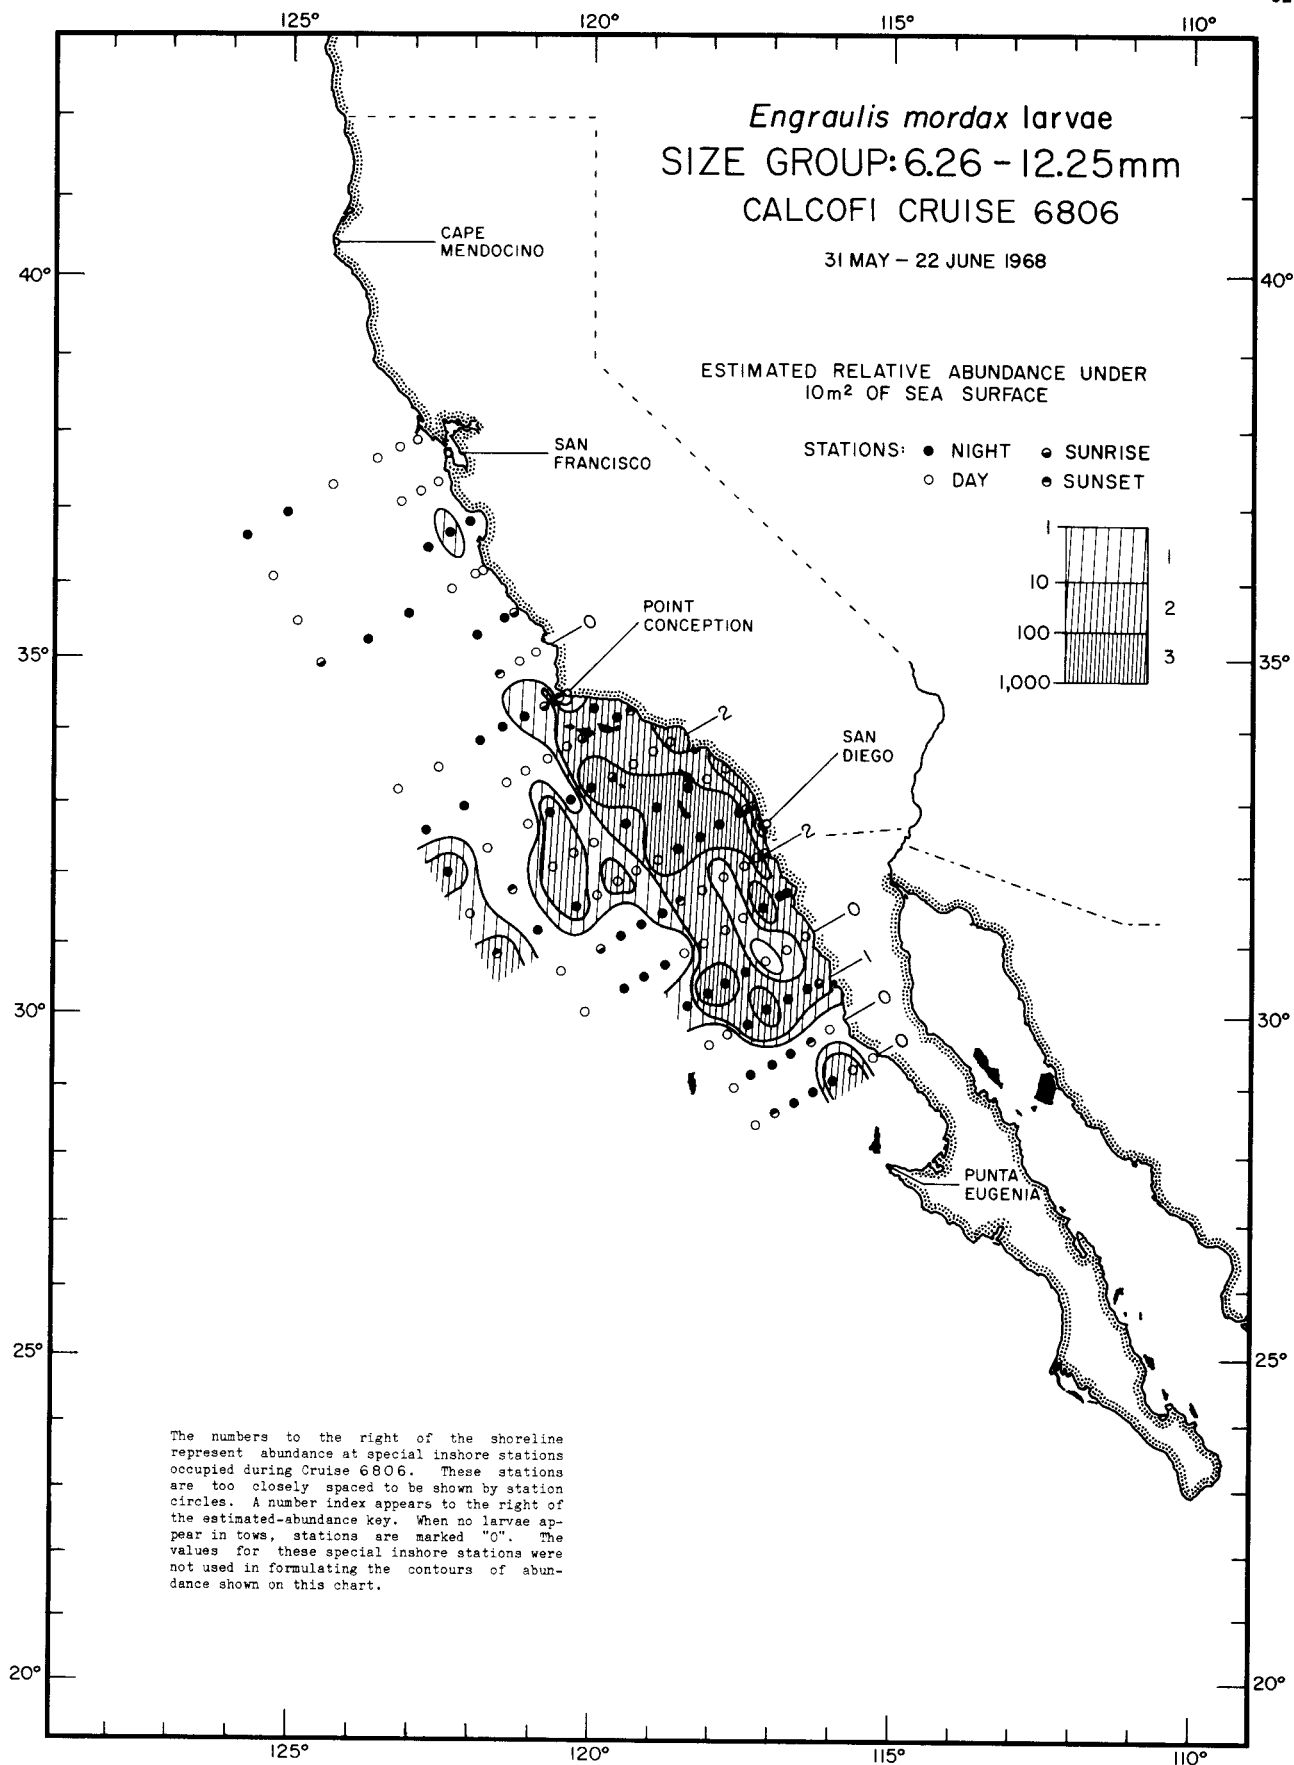 125°
120°
115°
110°
Engraulis mordax larvae
SIZE GROUP: 6.26 - 12.25mm
CALCOFI CRUISE 6806
31 MAY - 22 JUNE 1968
CAPE
MENDOCINO
40°
40°
ESTIMATED RELATIVE ABUNDANCE UNDER
10m² OF SEA SURFACE
STATIONS: ● NIGHT SUNRISE
○ DAY SUNSET
SAN
FRANCISCO
1
10
100
1,000
1
2
3
POINT
CONCEPTION
0
35°
35°
2
SAN
DIEGO
2
0
1
0
0
30°
30°
PUNTA
EUGENIA
25°
25°
The numbers to the right of the shoreline
represent abundance at special inshore stations
occupied during Cruise 6806. These stations
are too closely spaced to be shown by station
circles. A number index appears to the right of
the estimated-abundance key. When no larvae ap-
pear in tows, stations are marked "0". The
values for these special inshore stations were
not used in formulating the contours of abun-
dance shown on this chart.
20°
20°
125°
120°
115°
110°